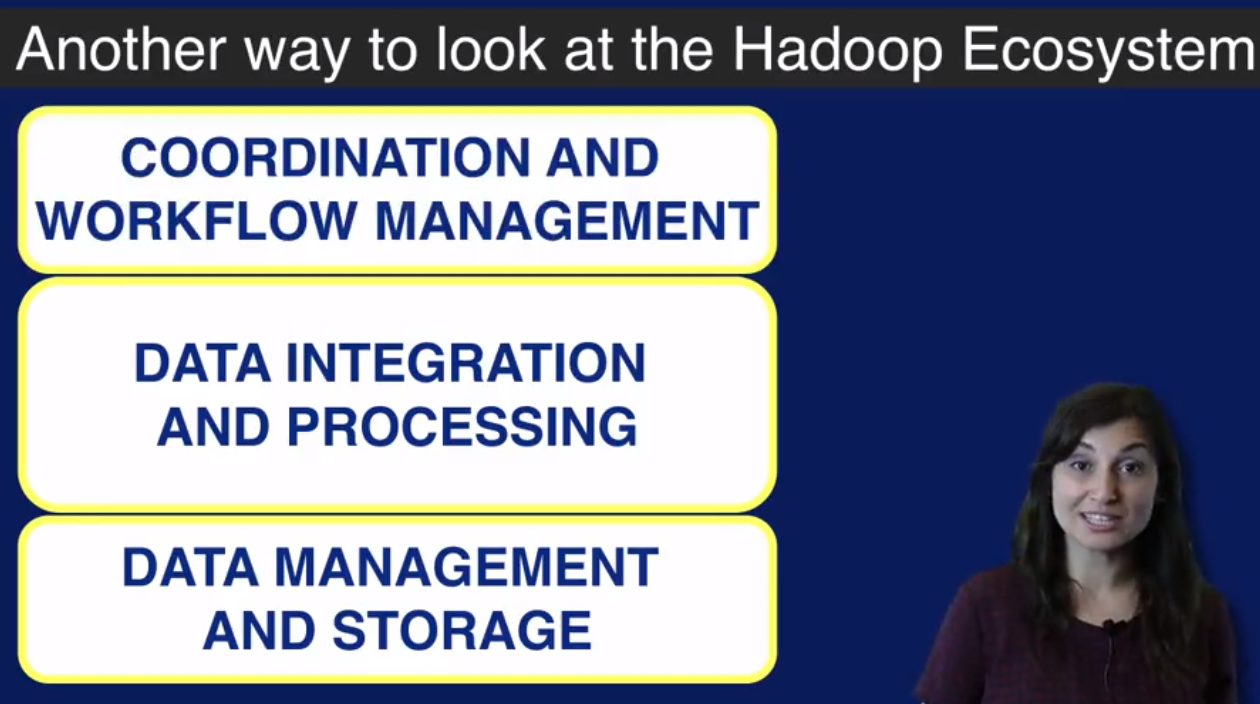 Another way to look at the Hadoop Ecosystem
COORDINATION AND
WORKFLOW MANAGEMENT
DATA INTEGRATION
AND PROCESSING
DATA MANAGEMENT
AND STORAGE